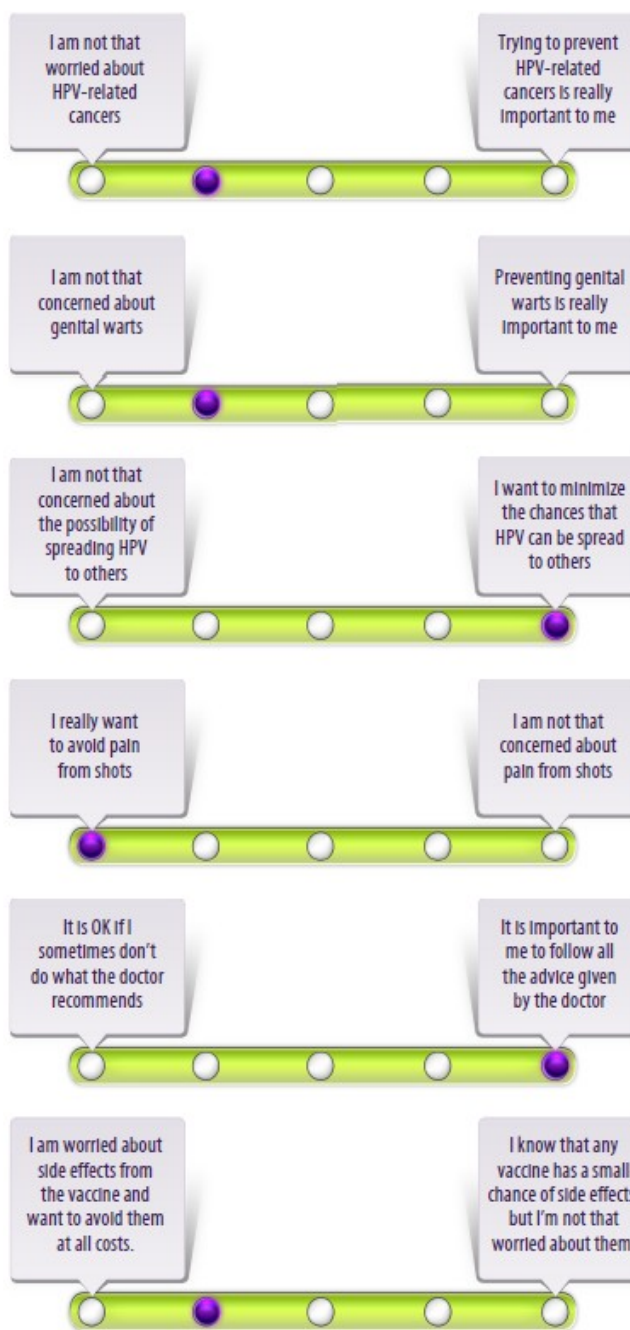 I am not that
worried about
HPV-related
cancers
Trying to prevent
HPV-related
cancers is really
important to me
I am not that
concerned about
genital warts
Preventing genital
warts is really
important to me
I am not that
concerned about
the possibility of
spreading HPV
to others
I want to minimize
the chances that
HPV can be spread
to others
I really want
to avoid pain
from shots
I am not that
concerned about
pain from shots
It is OK if I
sometimes don't
do what the doctor
recommends
It is important to
me to follow all
the advice given
by the doctor
I am worried about
side effects from
the vaccine and
want to avoid them
at all costs.
I know that any
vaccine has a small
chance of side effects
but I'm not that
worried about them